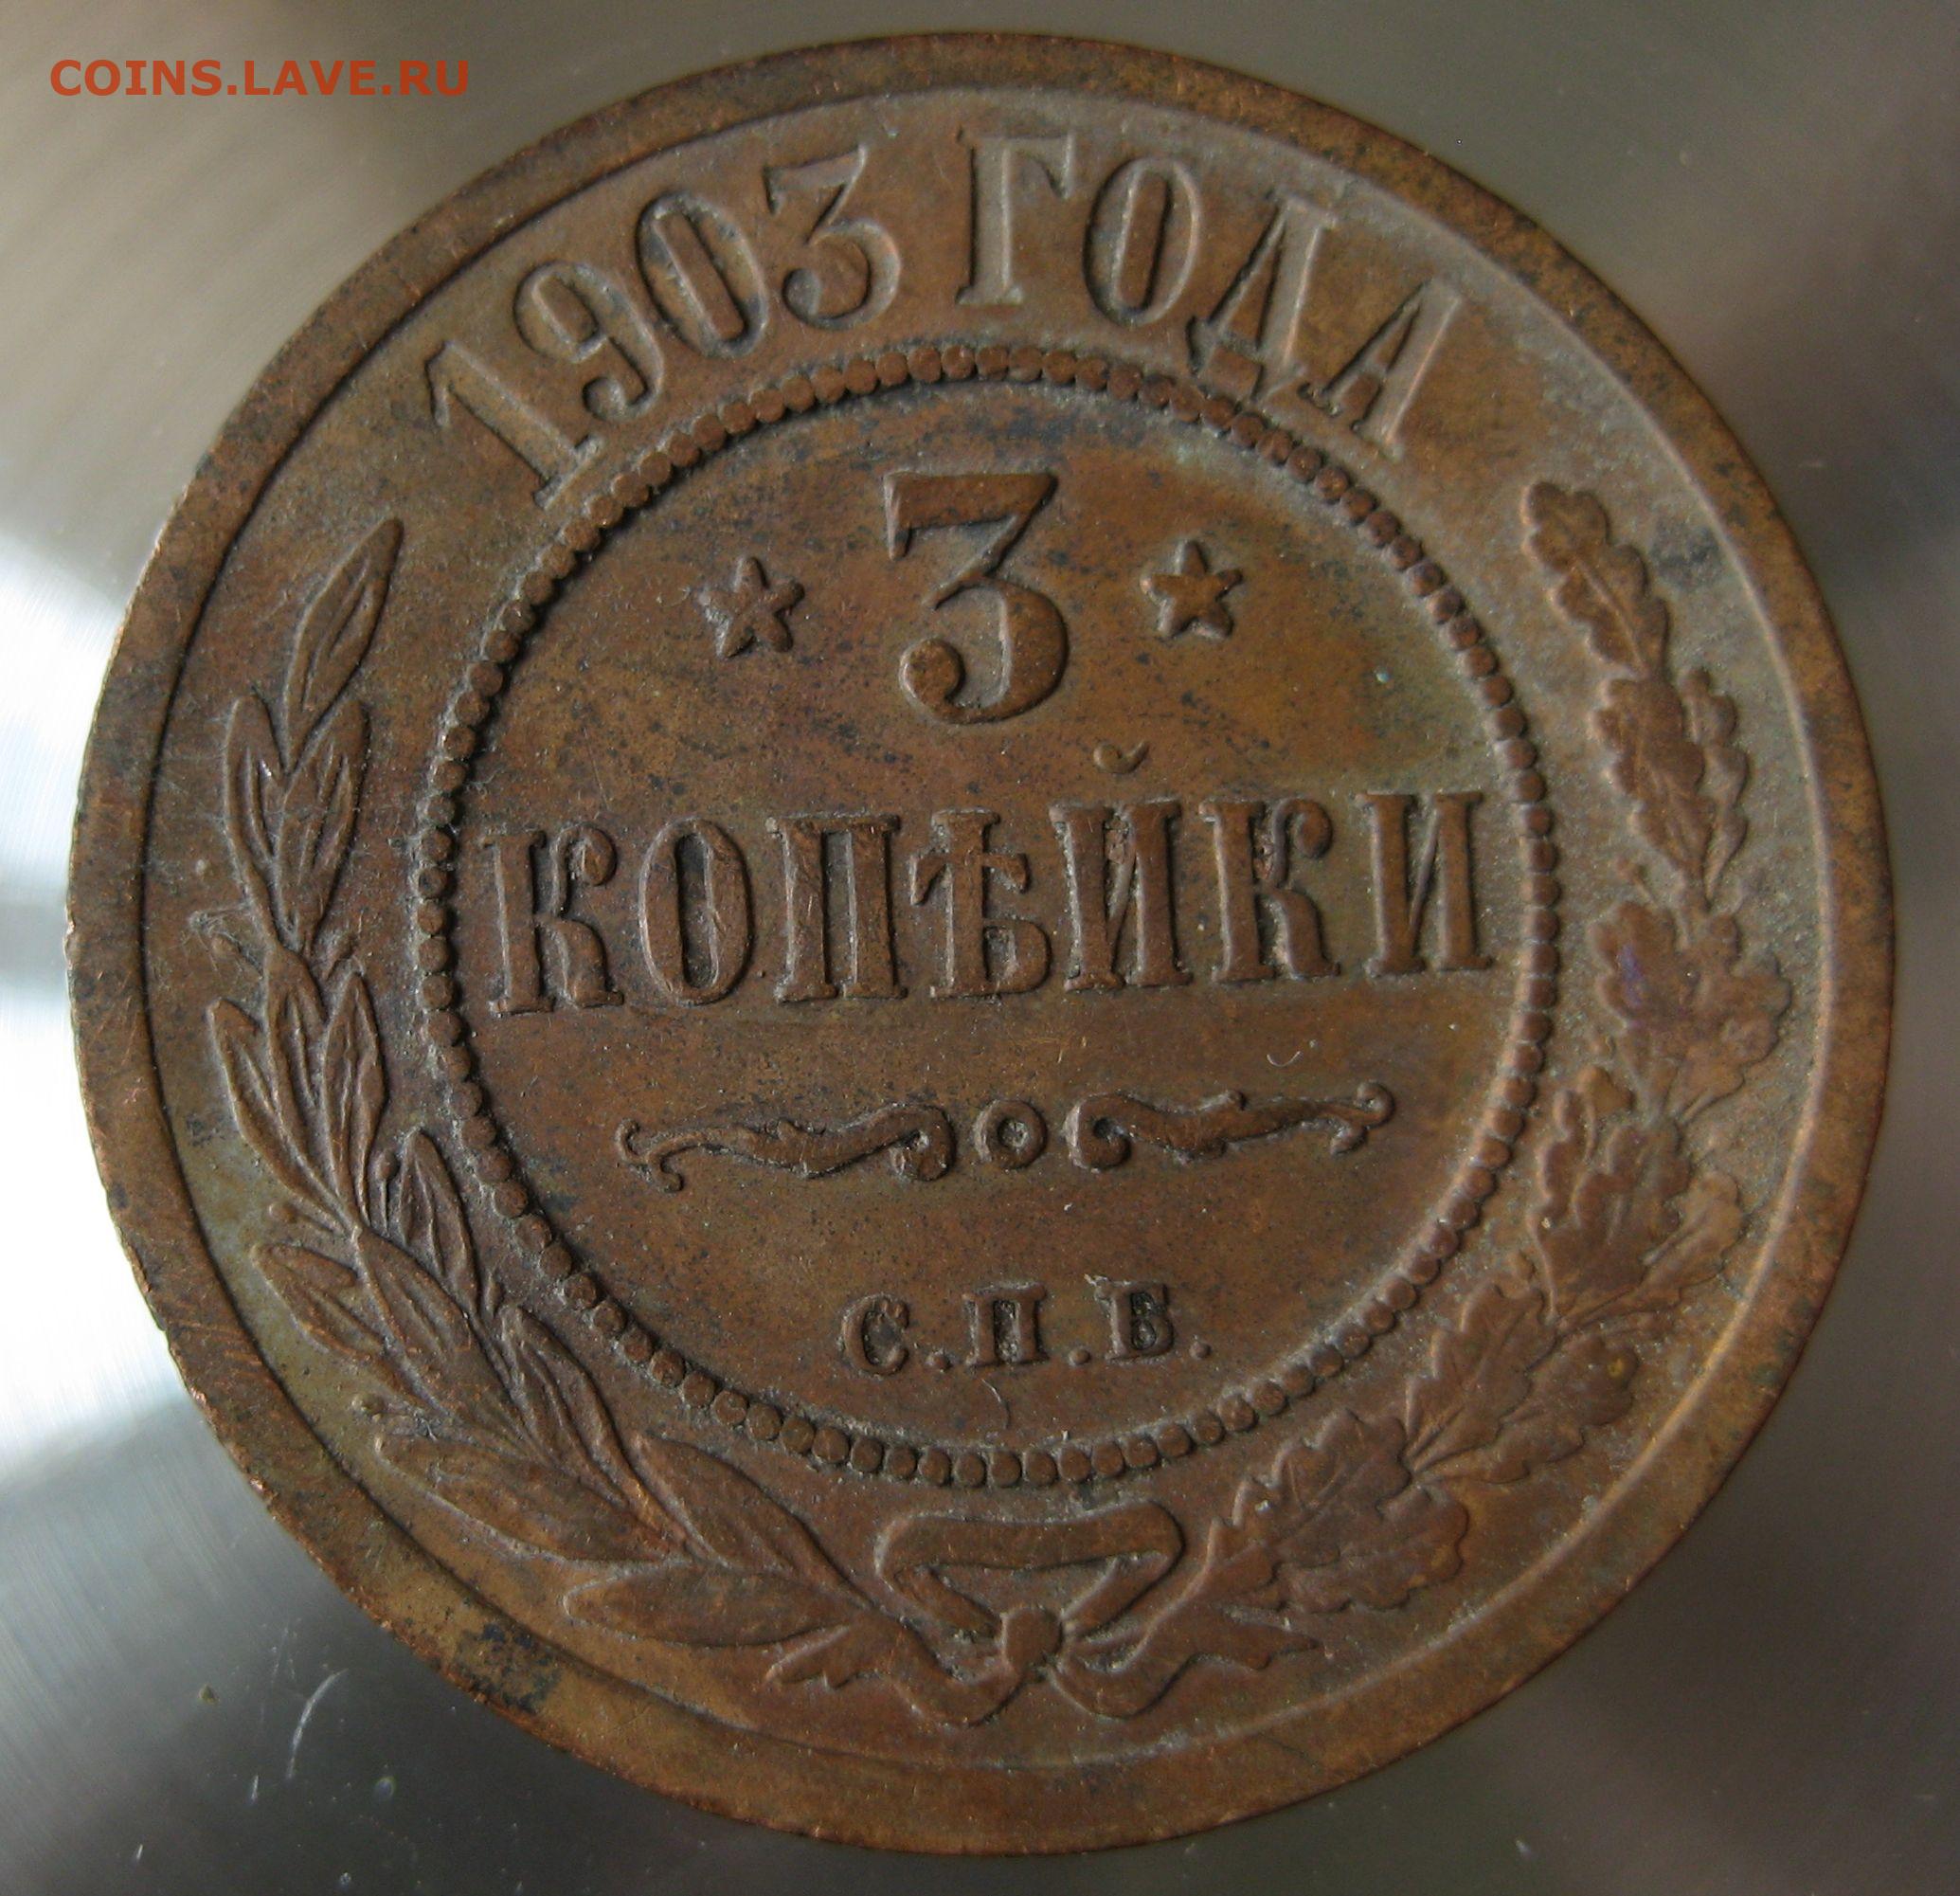 COINS.LAVE.RU
1903 ГОДА
3
КОПѢЙКИ
С.П.Б.